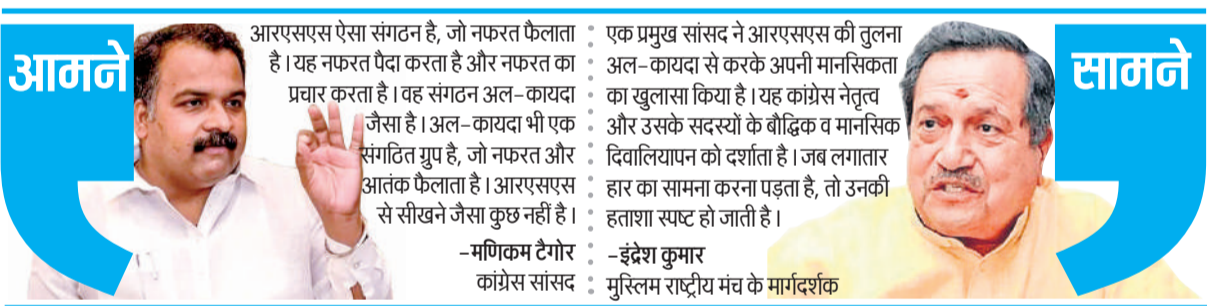 आमने
आरएसएस ऐसा संगठन है, जो नफरत फैलाता
है। यह नफरत पैदा करता है और नफरत का
प्रचार करता है। वह संगठन अल-कायदा
जैसा है। अल-कायदा भी एक
संगठित ग्रुप है, जो नफरत और
आतंक फैलाता है। आरएसएस
से सीखने जैसा कुछ नहीं है।
-मणिकम टैगोर
कांग्रेस सांसद
एक प्रमुख सांसद ने आरएसएस की तुलना
अल-कायदा से करके अपनी मानसिकता
का खुलासा किया है। यह कांग्रेस नेतृत्व
और उसके सदस्यों के बौद्धिक व मानसिक
दिवालियापन को दर्शाता है। जब लगातार
हार का सामना करना पड़ता है, तो उनकी
हताशा स्पष्ट हो जाती है।
-इंद्रेश कुमार
मुस्लिम राष्ट्रीय मंच के मार्गदर्शक
सामने